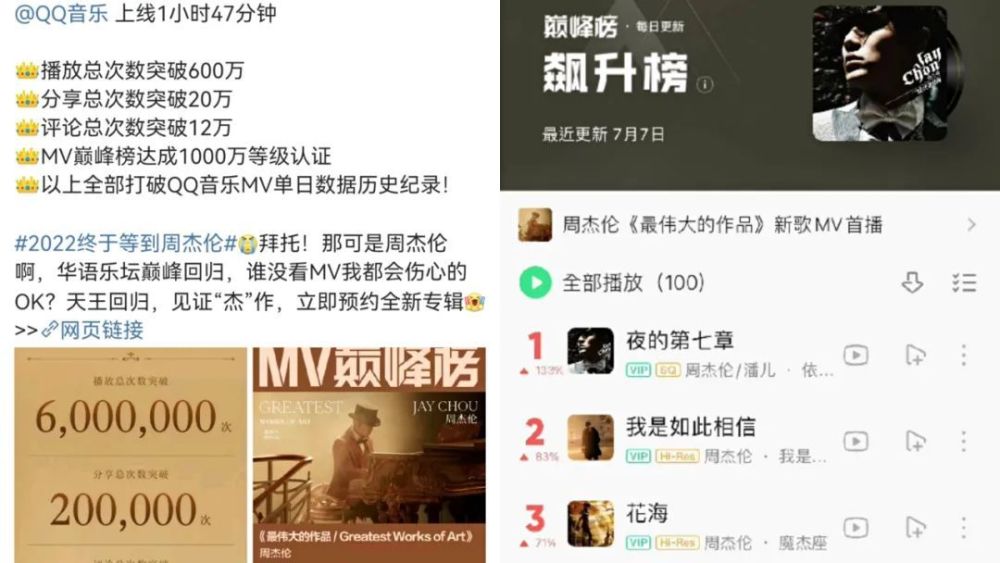 @QQ音乐 上线1小时47分钟
👑播放总次数突破600万
👑分享总次数突破20万
👑评论总次数突破12万
👑MV巅峰榜达成1000万等级认证
👑以上全部打破QQ音乐MV单日数据历史纪录!
#2022终于等到周杰伦#😭拜托!那可是周杰伦
啊,华语乐坛巅峰回归,谁没看MV我都会伤心的
OK?天王回归,见证“杰”作,立即预约全新专辑
>>网页链接
播放总次数突破
6,000,000次
分享总次数突破
200,000次
MV巅峰榜
GREATEST
WORKS OF ART
JAY CHOU
周杰伦
《最伟大的作品 / Greatest Works of Art》
周杰伦
巅峰榜 · 每日更新
飙升榜
最近更新 7月7日
Jay
Chou
周杰伦《最伟大的作品》新歌MV首播
全部播放(100)
1
夜的第七章
133%
VIP SQ 周杰伦/潘儿 · 依...
2
我是如此相信
83%
VIP Hi-Res 周杰伦 · 我是...
3
花海
71%
VIP Hi-Res 周杰伦 · 魔杰座